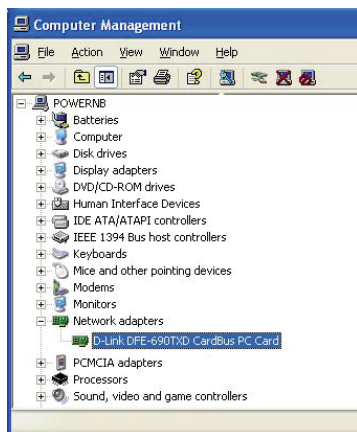 Computer Management
File Action View Window Help
POWERNB
Batteries
Computer
Disk drives
Display adapters
DVD/CD-ROM drives
Human Interface Devices
IDE ATA/ATAPI controllers
IEEE 1394 Bus host controllers
Keyboards
Mice and other pointing devices
Modems
Monitors
Network adapters
D-Link DFE-690TXD CardBus PC Card
PCMCIA adapters
Processors
Sound, video and game controllers